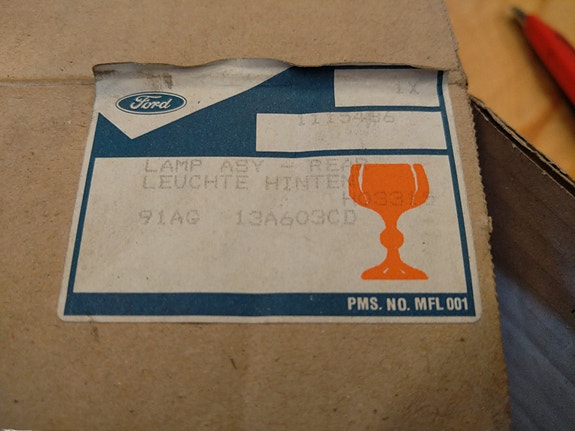 Ford
1X
1115486
LAMP ASY - REAR
LEUCHTE HINTEN
91AG 13A603CD
PMS. NO. MFL 001